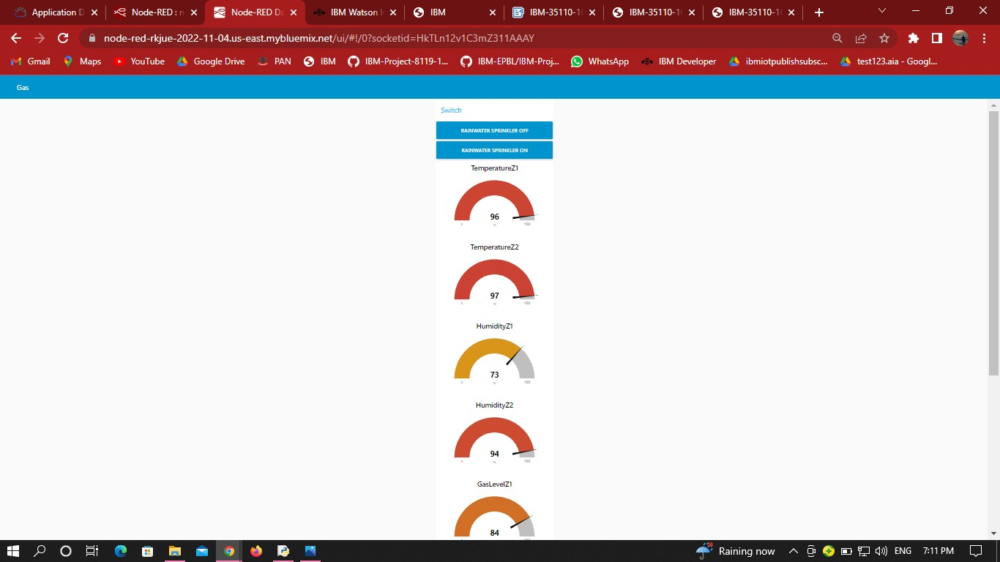 Application D
Node-RED : n
Node-RED Da
IBM Watson I
IBM
IBM-35110-16
IBM-35110-16
IBM-35110-16
node-red-rkjue-2022-11-04.us-east.mybluemix.net/ui/#!/0?socketid=HkTLn12v1C3mZ311AAAY
Gmail
Maps
YouTube
Google Drive
PAN
IBM
IBM-Project-8119-1...
IBM-EPBL/IBM-Proj...
WhatsApp
IBM Developer
ibmiotpublishsubsc...
test123.aia - Googl...
Gas
Switch
RAINWATER SPRINKLER OFF
RAINWATER SPRINKLER ON
TemperatureZ1
96
0
°C
100
TemperatureZ2
97
0
°C
100
HumidityZ1
73
0
%
100
HumidityZ2
94
0
%
100
GasLevelZ1
84
Raining now
ENG
7:11 PM